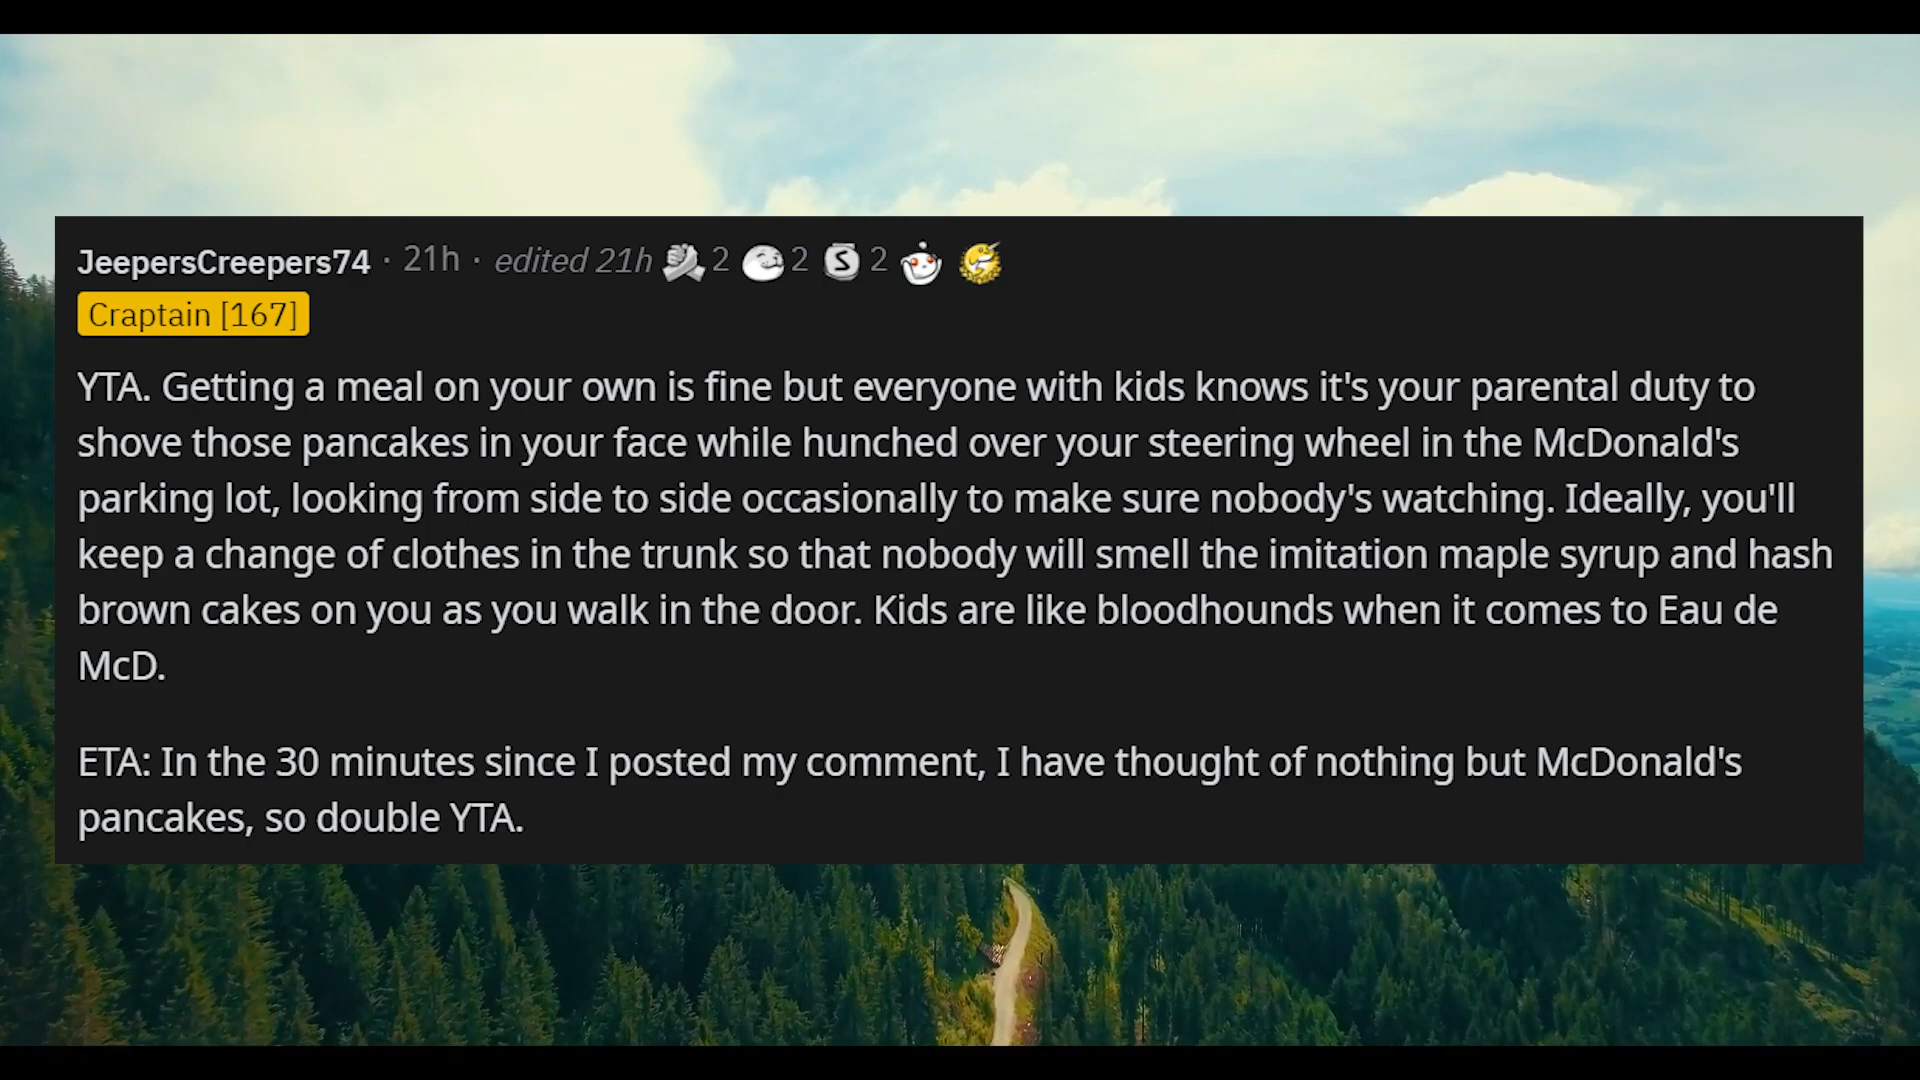 JeepersCreepers74 · 21h · edited 21h 2 2 S 2
Craptain [167]
YTA. Getting a meal on your own is fine but everyone with kids knows it's your parental duty to
shove those pancakes in your face while hunched over your steering wheel in the McDonald's
parking lot, looking from side to side occasionally to make sure nobody's watching. Ideally, you'll
keep a change of clothes in the trunk so that nobody will smell the imitation maple syrup and hash
brown cakes on you as you walk in the door. Kids are like bloodhounds when it comes to Eau de
McD.
ETA: In the 30 minutes since I posted my comment, I have thought of nothing but McDonald's
pancakes, so double YTA.